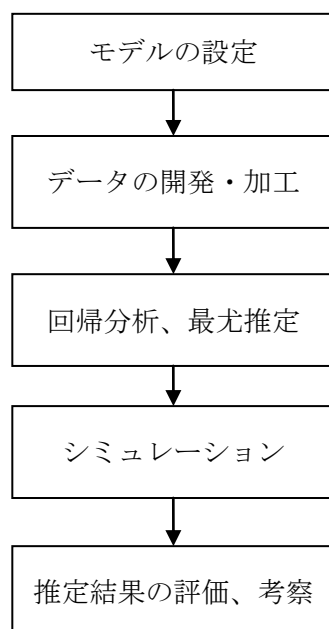 モデルの設定
データの開発・加工
回帰分析、最尤推定
シミュレーション
推定結果の評価、考察